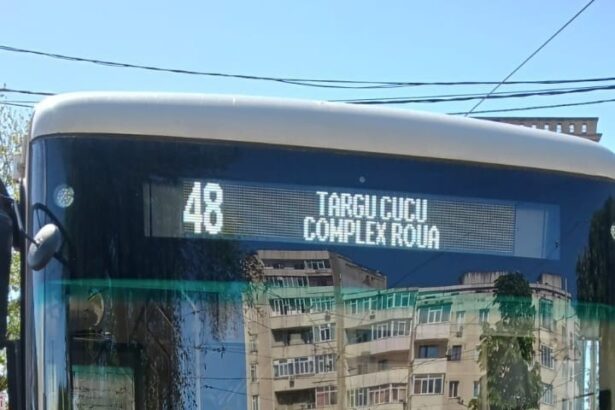 48
TARGU CUCU
COMPLEX ROUA